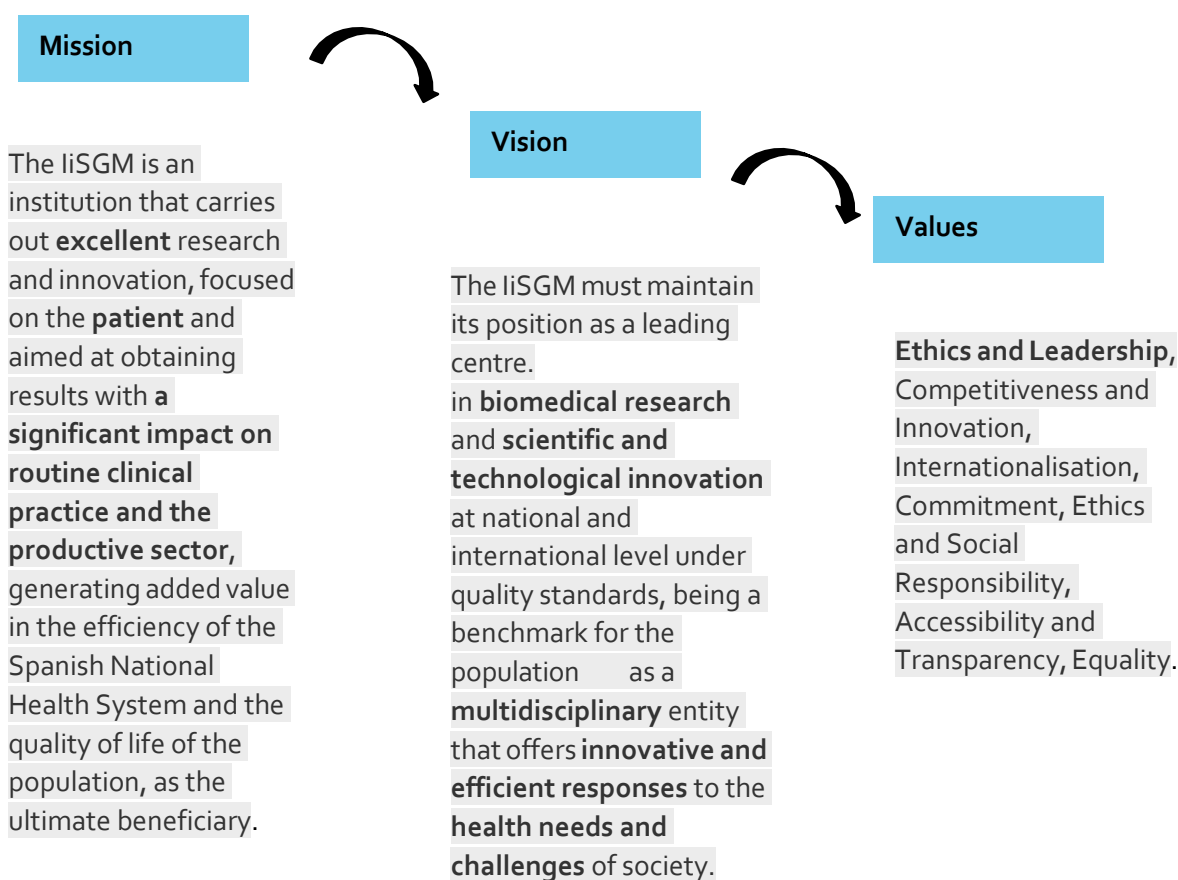 Mission
The IiSGM is an
institution that carries
out excellent research
and innovation, focused
on the patient and
aimed at obtaining
results with a
significant impact on
routine clinical
practice and the
productive sector,
generating added value
in the efficiency of the
Spanish National
Health System and the
quality of life of the
population, as the
ultimate beneficiary.
Vision
The IiSGM must maintain
its position as a leading
centre.
in biomedical research
and scientific and
technological innovation
at national and
international level under
quality standards, being a
benchmark for the
population as a
multidisciplinary entity
that offers innovative and
efficient responses to the
health needs and
challenges of society.
Values
Ethics and Leadership,
Competitiveness and
Innovation,
Internationalisation,
Commitment, Ethics
and Social
Responsibility,
Accessibility and
Transparency, Equality.